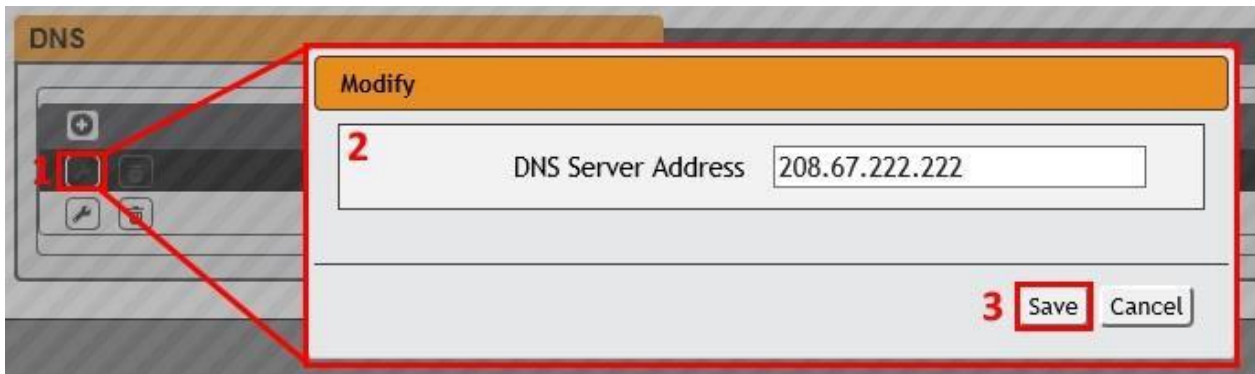 DNS
Modify
1
2
DNS Server Address 208.67.222.222
3 Save Cancel